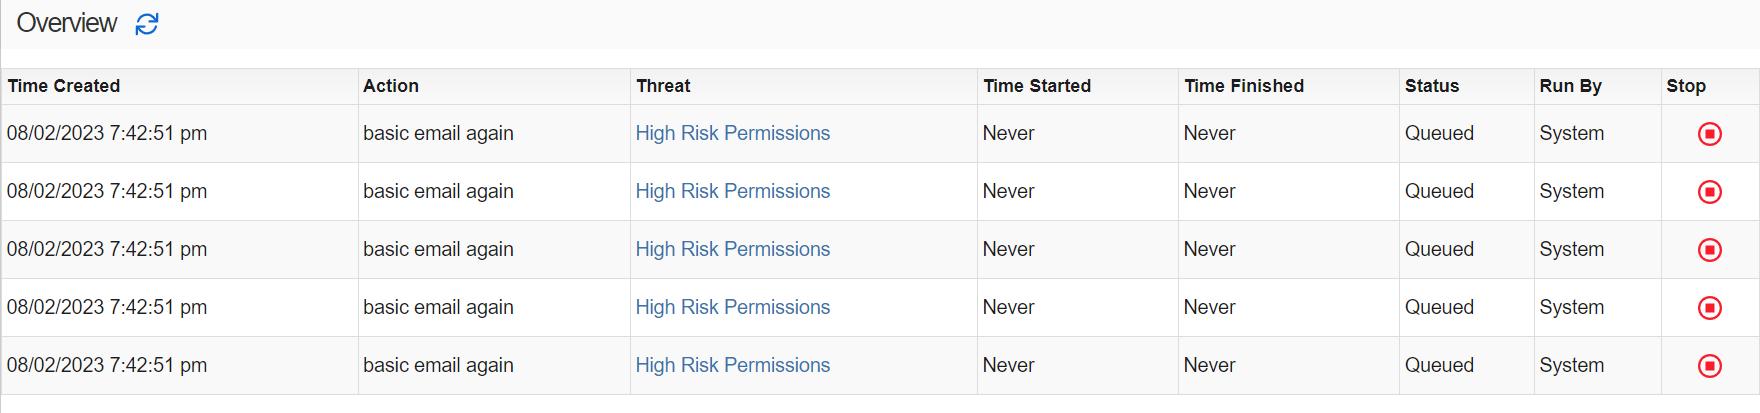 Overview
Time Created Action Threat Time Started Time Finished Status Run By Stop
08/02/2023 7:42:51 pm basic email again High Risk Permissions Never Never Queued System
08/02/2023 7:42:51 pm basic email again High Risk Permissions Never Never Queued System
08/02/2023 7:42:51 pm basic email again High Risk Permissions Never Never Queued System
08/02/2023 7:42:51 pm basic email again High Risk Permissions Never Never Queued System
08/02/2023 7:42:51 pm basic email again High Risk Permissions Never Never Queued System